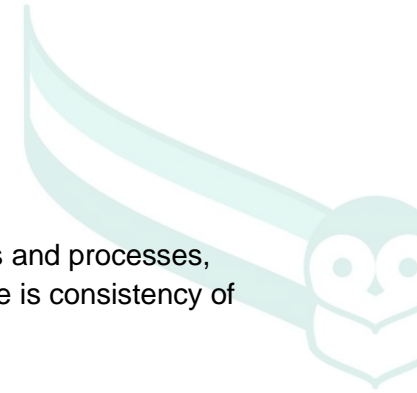 s and processes,
e is consistency of